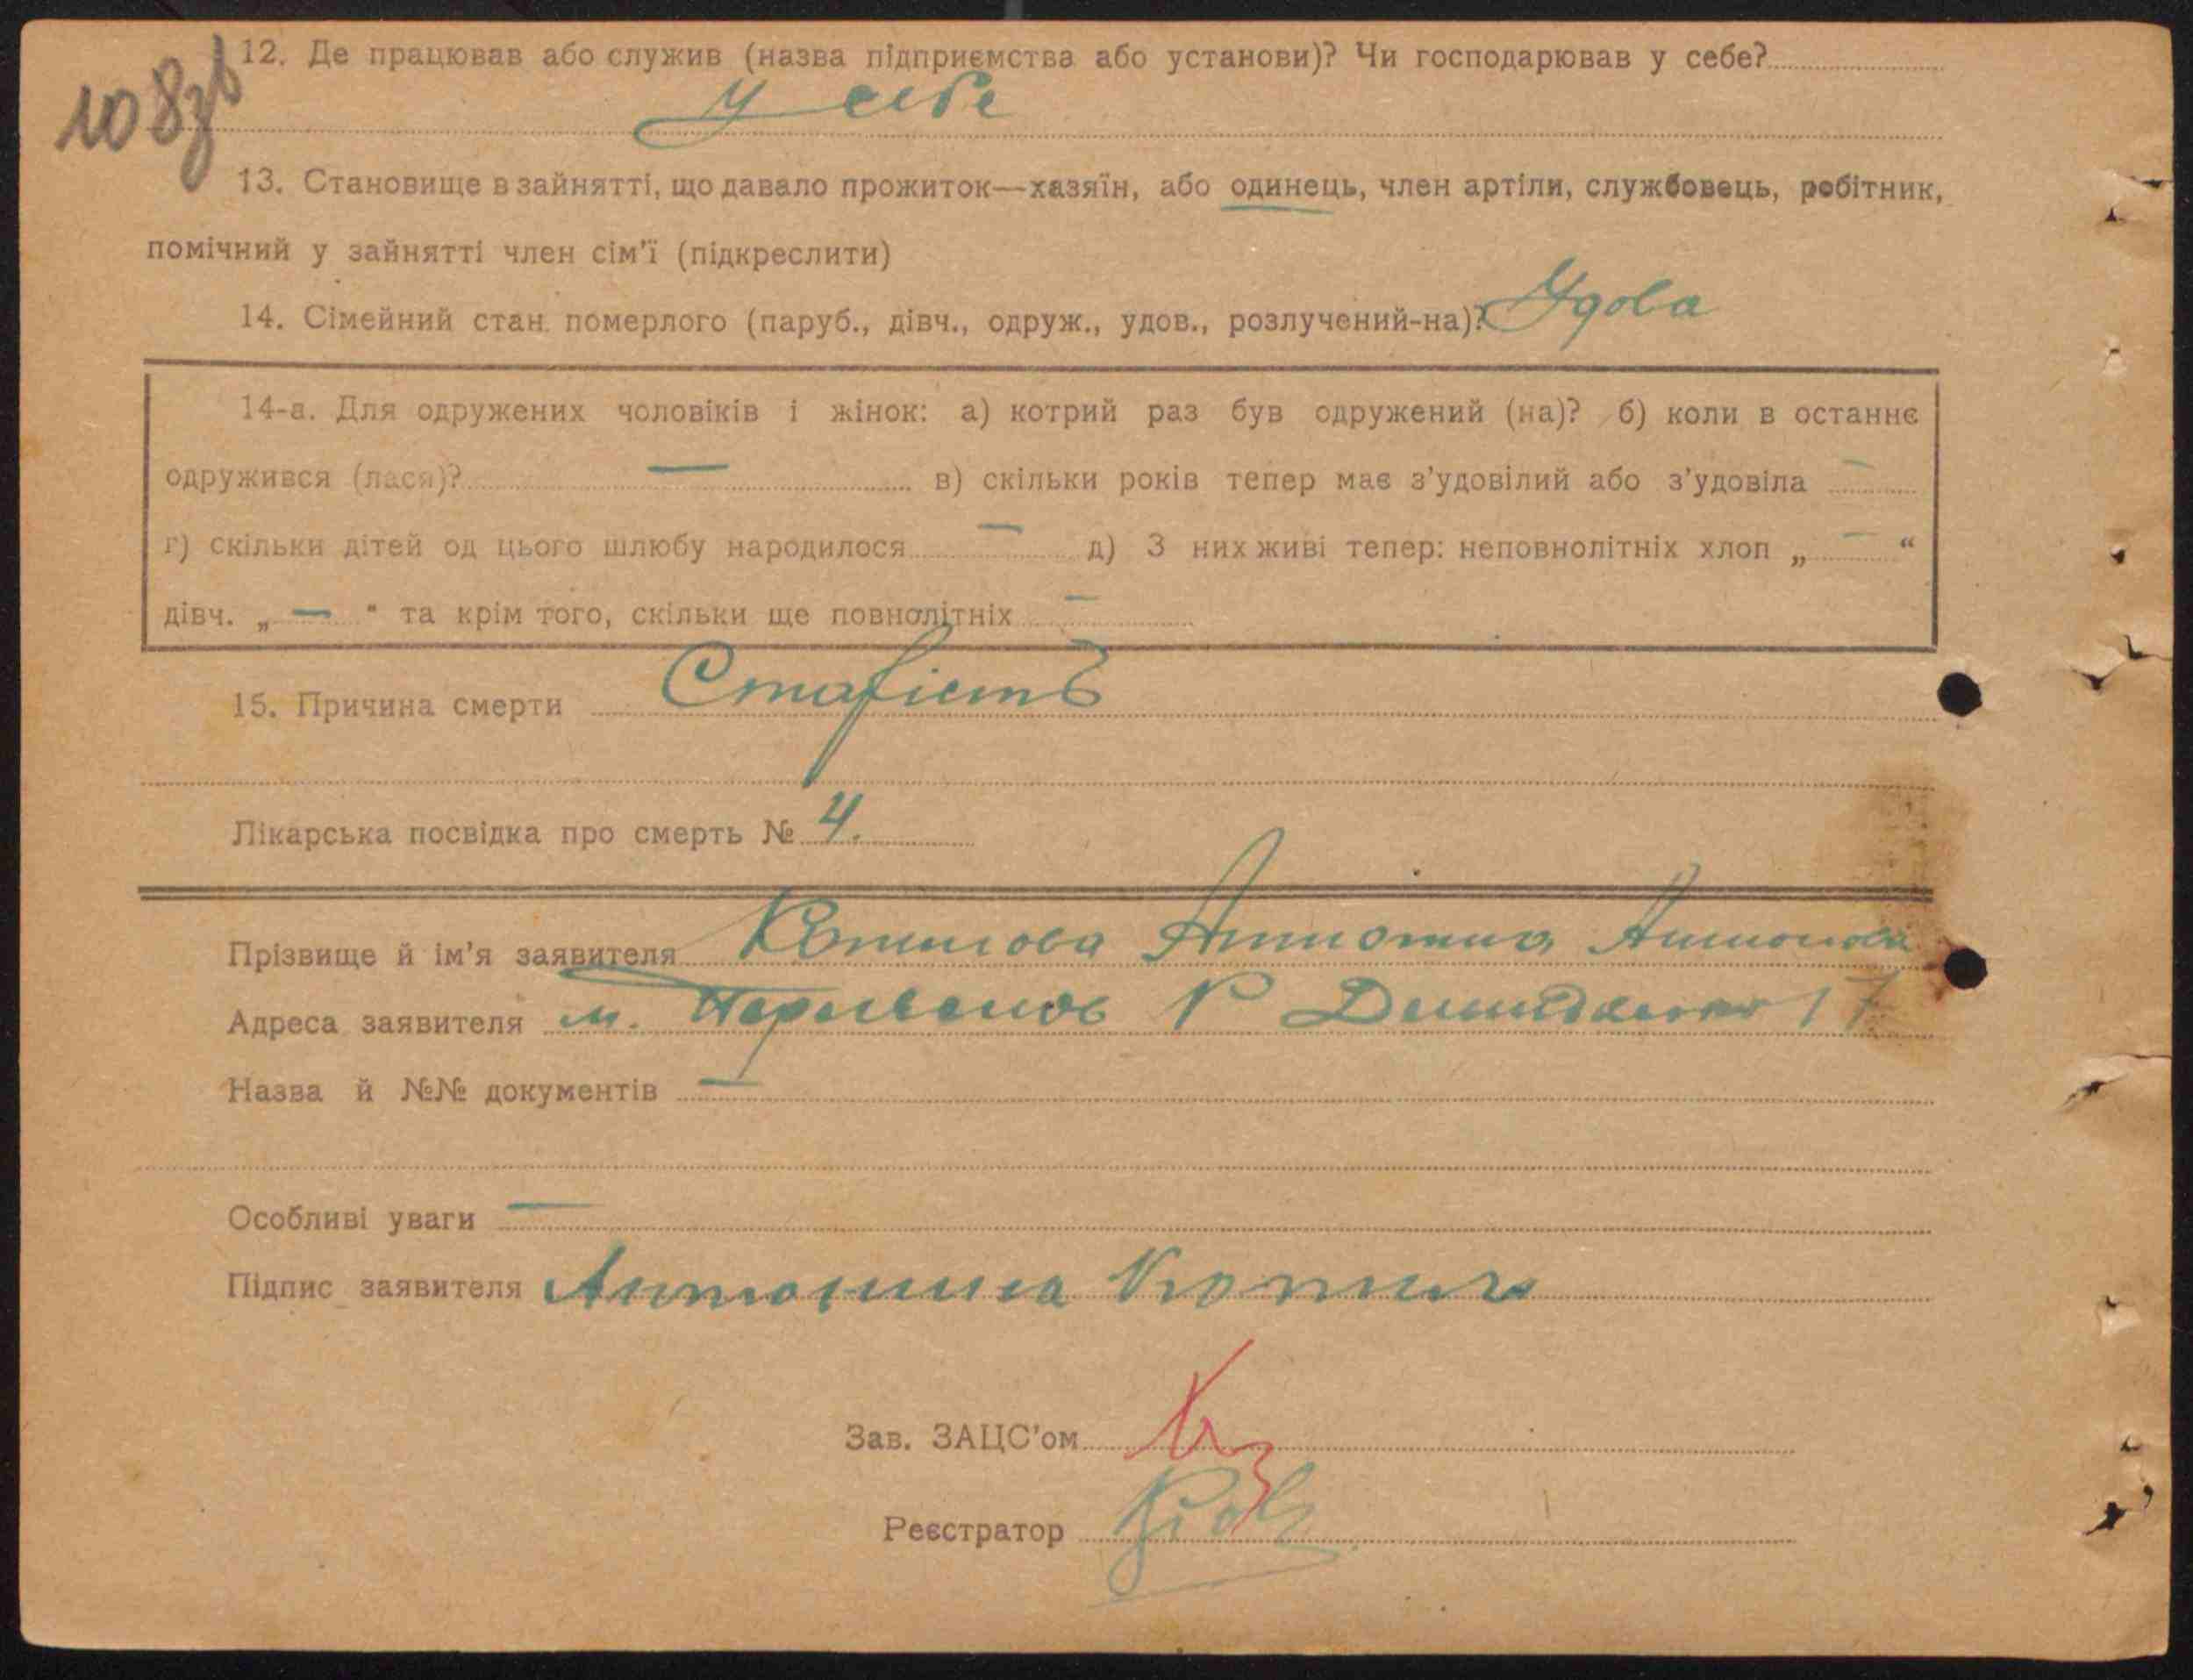 108зв
12. Де працював або служив (назва підприємства або установи)? Чи господарював у себе?
У себе
13. Становище в зайнятті, що давало прожиток—хазяїн, або одинець, член артіли, службовець, робітник,
помічний у зайнятті член сім'ї (підкреслити)
14. Сімейний стан померлого (паруб., дівч., одруж., удов., розлучений-на)? Удова
14-а. Для одружених чоловіків і жінок: а) котрий раз був одружений (на)? б) коли в останнє
одружився (лася)? — в) скільки років тепер має з'удовілий або з'удовіла —
г) скільки дітей од цього шлюбу народилося — д) З них живі тепер: неповнолітніх хлоп „ — “
дівч. „ — " та крім того, скільки ще повнолітніх —
15. Причина смерти Старість
Лікарська посвідка про смерть № 4.
Прізвище й ім'я заявителя
Адреса заявителя м. 17
Назва й №№ документів —
Особливі уваги —
Підпис заявителя Антонина
Зав. ЗАЦС'ом
Реєстратор